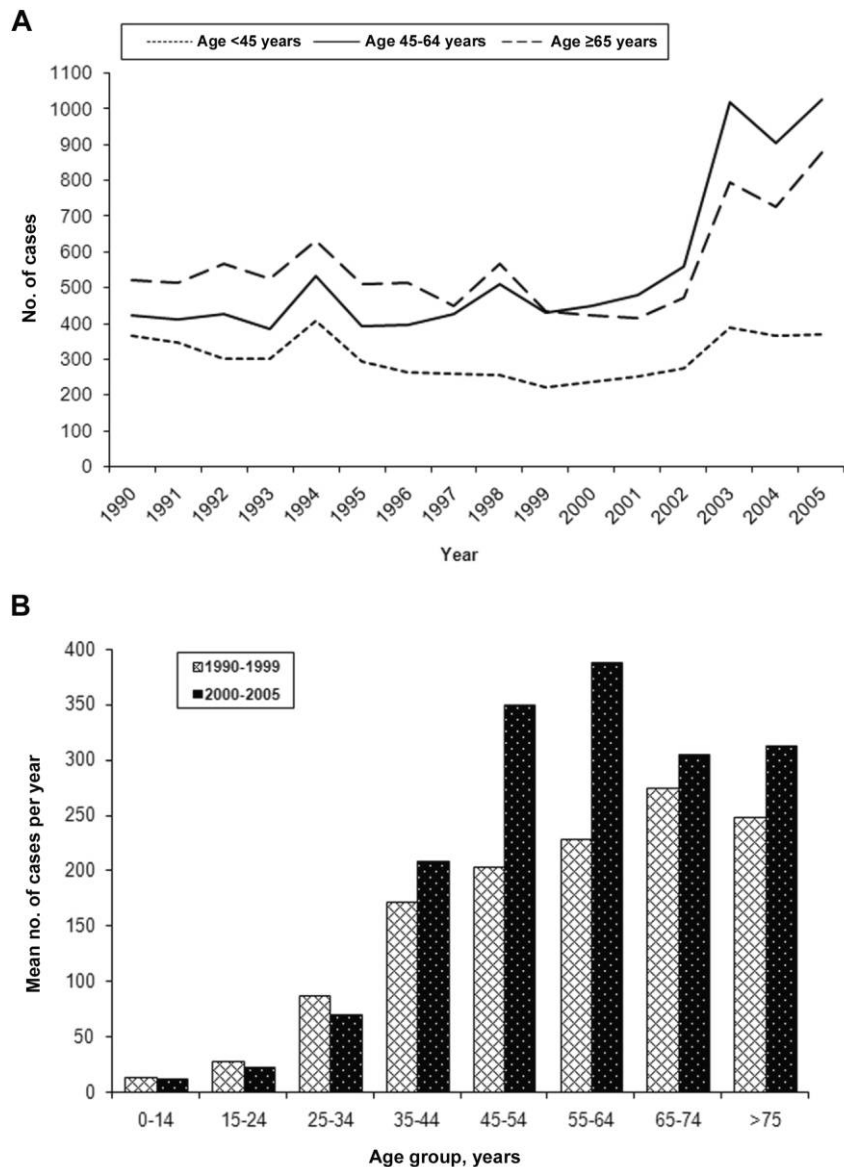 A
Age <45 years Age 45-64 years Age ≥65 years
1100
1000
900
800
700
600
500
400
300
200
100
0
No. of cases
1990 1991 1992 1993 1994 1995 1996 1997 1998 1999 2000 2001 2002 2003 2004 2005
Year
B
400
350
300
250
200
150
100
50
0
1990-1999
2000-2005
Mean no. of cases per year
0-14 15-24 25-34 35-44 45-54 55-64 65-74 >75
Age group, years